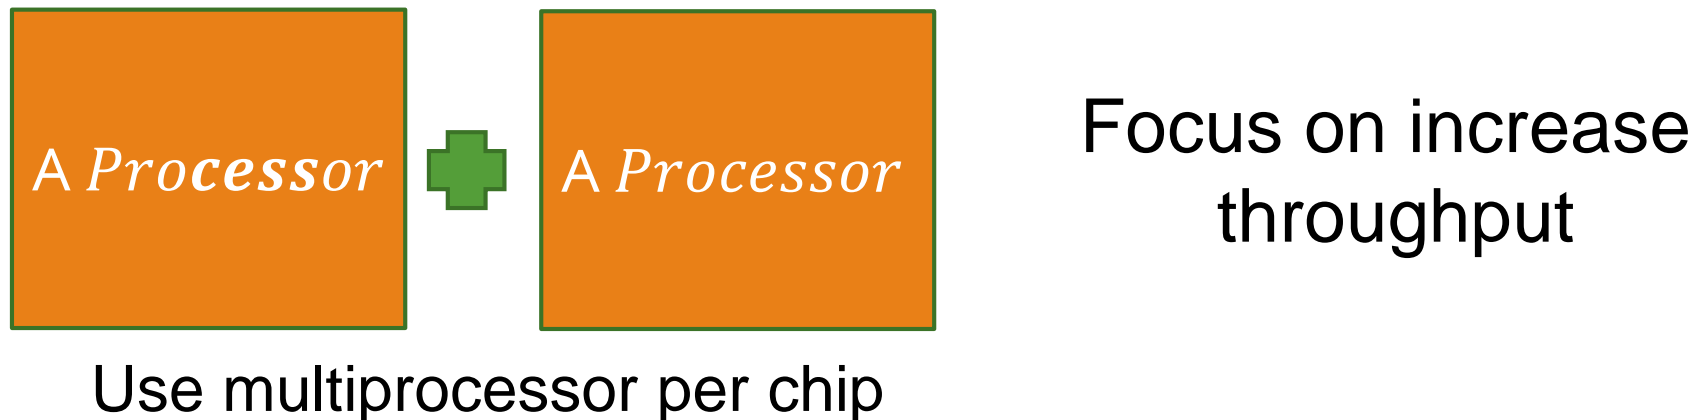 A Processor
A Processor
Focus on increase
throughput
Use multiprocessor per chip